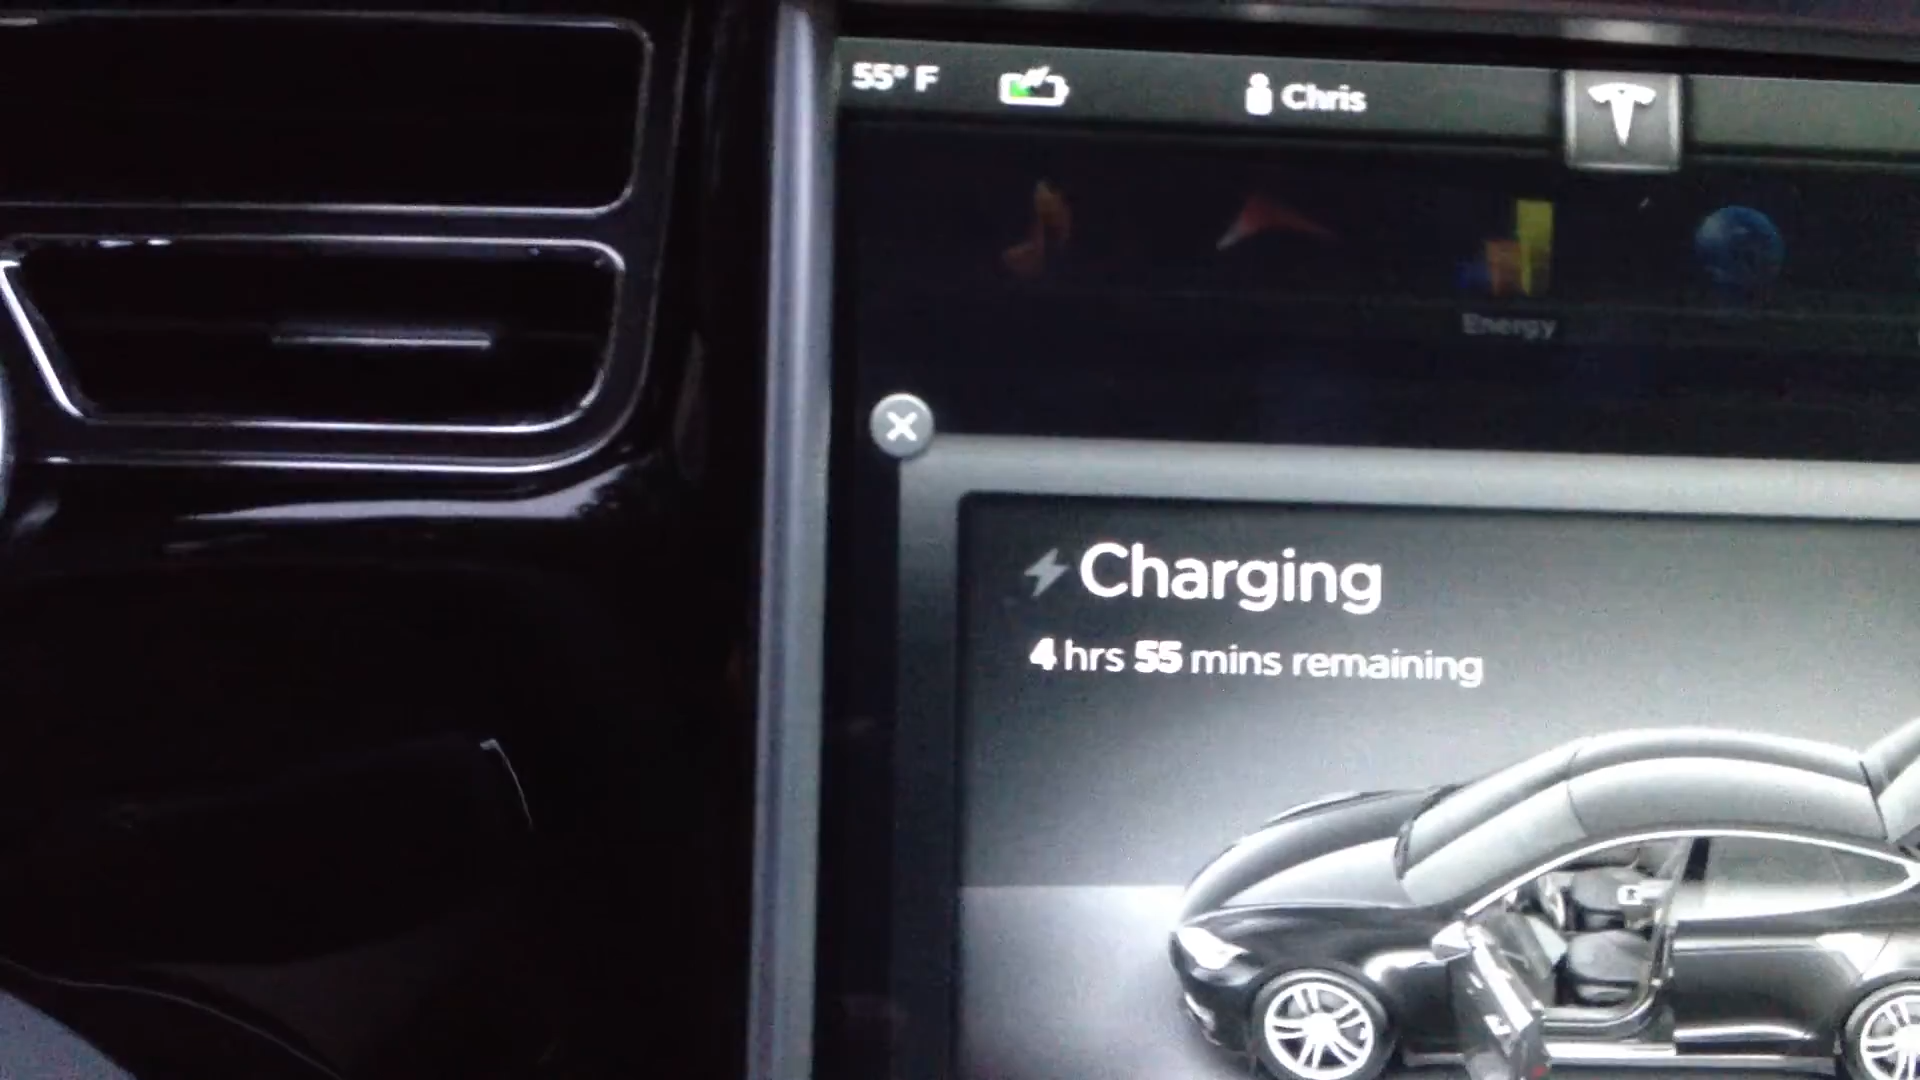 55° F
Chris
Energy
Charging
4 hrs 55 mins remaining